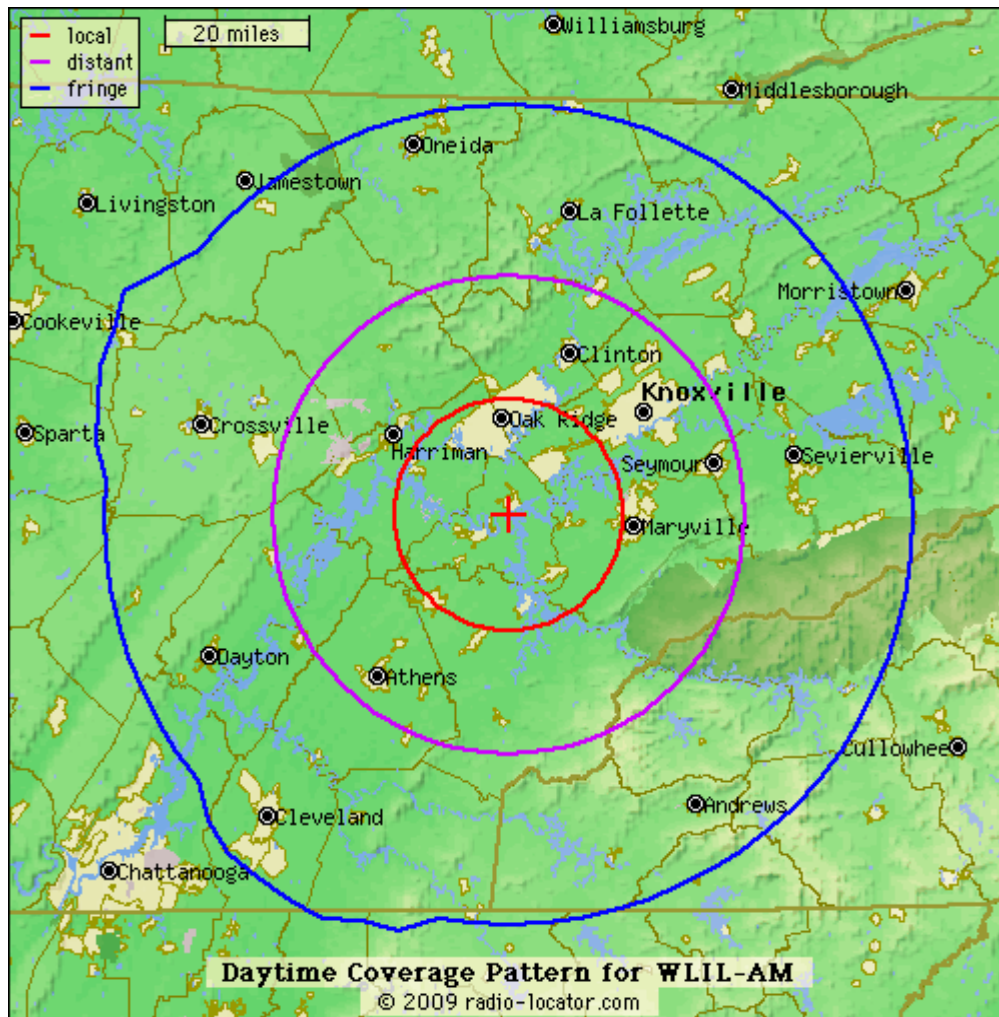 Williamsburg
20 miles
local
distant
fringe
Middlesborough
Oneida
Jamestown
Livingston
La Follette
Morristown
Cookeville
Clinton
Knoxville
Oak Ridge
Crossville
Sparta
Harriman
Seymour
Sevierville
Maryville
Dayton
Athens
Cullowhee
Andrews
Cleveland
Chattanooga
Daytime Coverage Pattern for WLIL-AM
© 2009 radio-locator.com